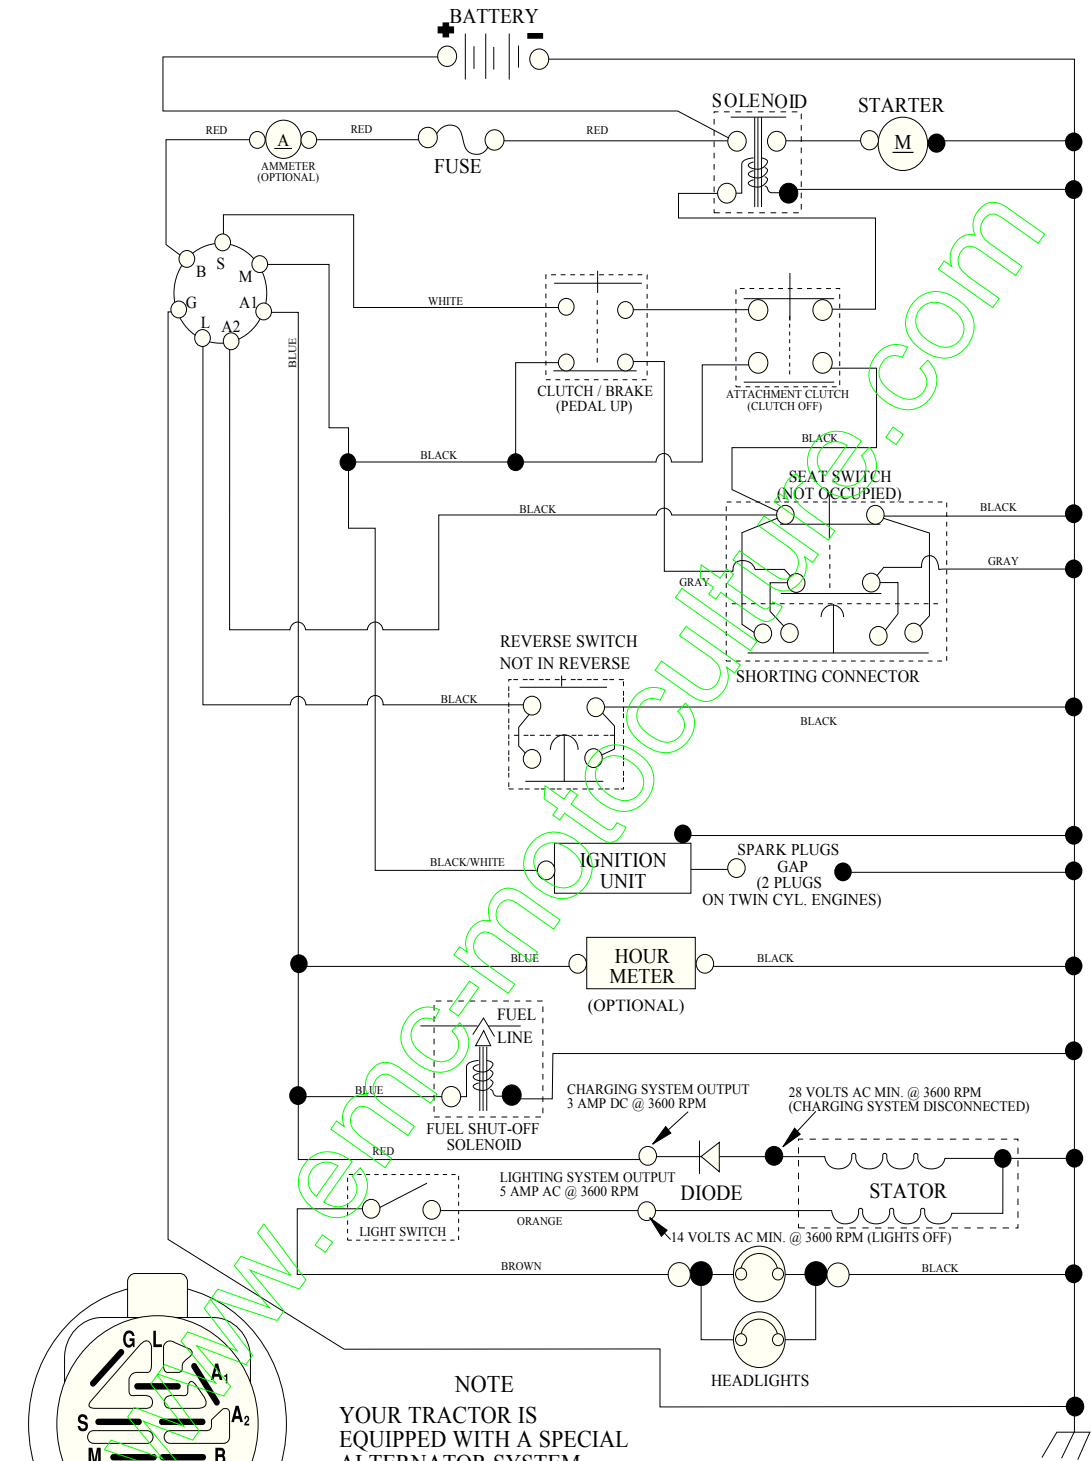 BATTERY
SOLENOID
STARTER
RED
RED
RED
A
M
AMMETER
(OPTIONAL)
FUSE
B
S
M
G
A1
L
A2
BLUE
WHITE
CLUTCH / BRAKE
(PEDAL UP)
ATTACHMENT CLUTCH
(CLUTCH OFF)
BLACK
BLACK
SEAT SWITCH
(NOT OCCUPIED)
BLACK
BLACK
GRAY
GRAY
REVERSE SWITCH
NOT IN REVERSE
SHORTING CONNECTOR
BLACK
BLACK
BLACK/WHITE
IGNITION
UNIT
SPARK PLUGS
GAP
(2 PLUGS
ON TWIN CYL. ENGINES)
BLUE
HOUR
METER
BLACK
(OPTIONAL)
FUEL
LINE
BLUE
FUEL SHUT-OFF
SOLENOID
CHARGING SYSTEM OUTPUT
3 AMP DC @ 3600 RPM
28 VOLTS AC MIN. @ 3600 RPM
(CHARGING SYSTEM DISCONNECTED)
RED
LIGHTING SYSTEM OUTPUT
5 AMP AC @ 3600 RPM
DIODE
STATOR
ORANGE
LIGHT SWITCH
14 VOLTS AC MIN. @ 3600 RPM (LIGHTS OFF)
BROWN
BLACK
HEADLIGHTS
G
L
A1
A2
S
M
B
NOTE
YOUR TRACTOR IS
EQUIPPED WITH A SPECIAL
ALTERNATOR SYSTEM
www.emc-motoculture.com